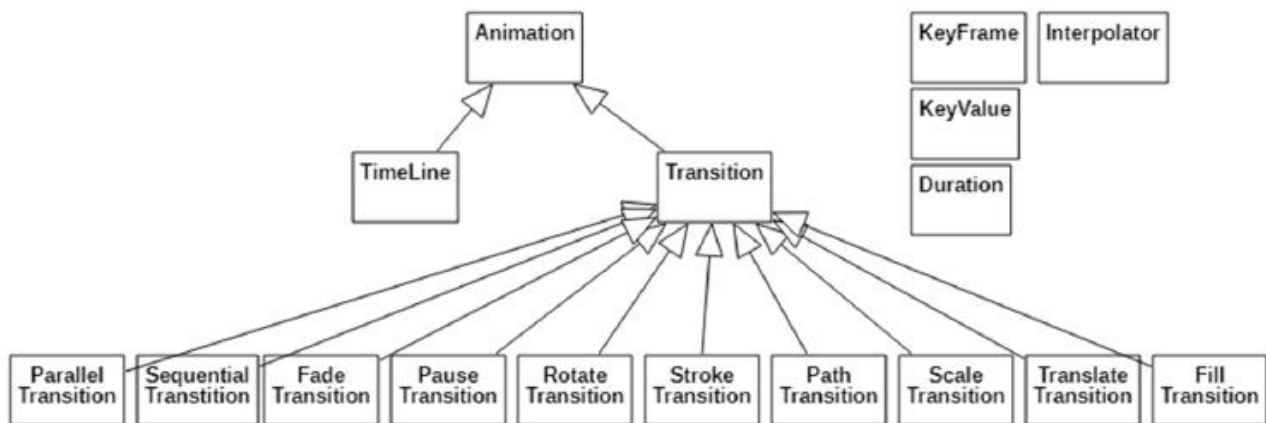 Animation
KeyFrame
Interpolator
KeyValue
TimeLine
Transition
Duration
Parallel
Transition
Sequential
Transtition
Fade
Transition
Pause
Transition
Rotate
Transition
Stroke
Transition
Path
Transition
Scale
Transition
Translate
Transition
Fill
Transition